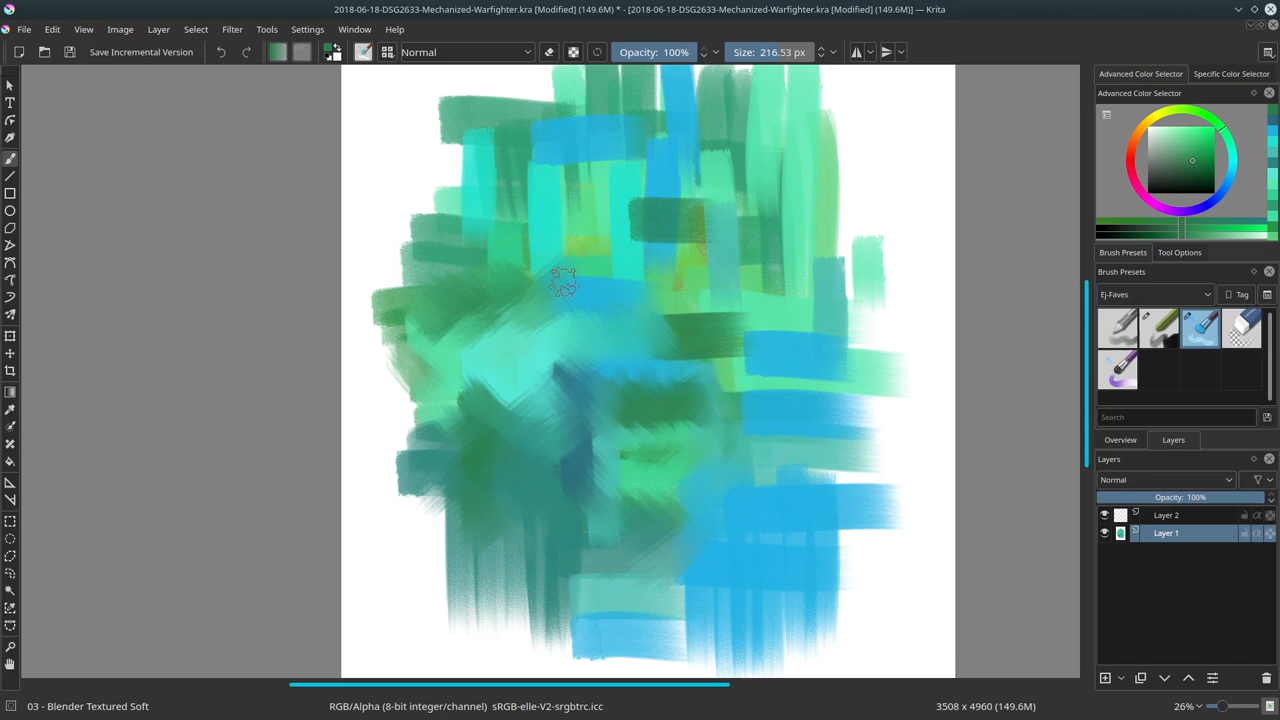 2018-06-18-DSG2633-Mechanized-Warfighter.kra [Modified] (149.6M) * - [2018-06-18-DSG2633-Mechanized-Warfighter.kra [Modified] (149.6M)] — Krita
File Edit View Image Layer Select Filter Tools Settings Window Help
Save Incremental Version Normal Opacity: 100% Size: 216.53 px
Advanced Color Selector Specific Color Selector
Advanced Color Selector
Brush Presets Tool Options
Brush Presets
Ej-Faves Tag
Search
Overview Layers
Layers
Normal
Opacity: 100%
Layer 2
Layer 1
03 - Blender Textured Soft RGB/Alpha (8-bit integer/channel) sRGB-elle-V2-srgbtrc.icc 3508 x 4960 (149.6M) 26%